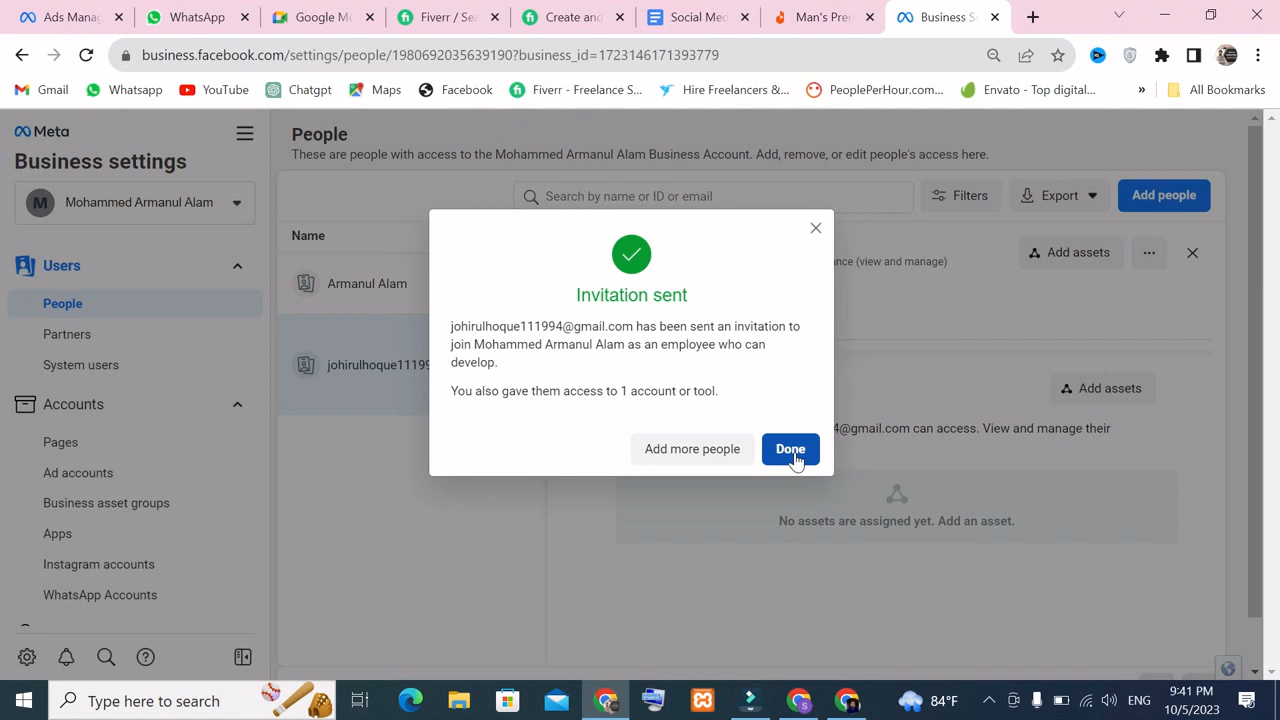 Ads Manag
WhatsApp
Google Me
Fiverr / Sea
Create and
Social Med
Man's Pren
Business Se
business.facebook.com/settings/people/198069203563919​0?business_id=1723146171393779
Gmail
Whatsapp
YouTube
Chatgpt
Maps
Facebook
Fiverr - Freelance S...
Hire Freelancers &...
PeoplePerHour.com...
Envato - Top digital...
»
All Bookmarks
Meta
Business settings
M
Mohammed Armanul Alam
Users
People
Partners
System users
Accounts
Pages
Ad accounts
Business asset groups
Apps
Instagram accounts
WhatsApp Accounts
People
These are people with access to the Mohammed Armanul Alam Business Account. Add, remove, or edit people's access here.
Search by name or ID or email
Filters
Export
Add people
Name
Armanul Alam
johirulhoque11199
nce (view and manage)
Add assets
Add assets
4@gmail.com can access. View and manage their
No assets are assigned yet. Add an asset.
Invitation sent
johirulhoque111994@gmail.com has been sent an invitation to
join Mohammed Armanul Alam as an employee who can
develop.
You also gave them access to 1 account or tool.
Add more people
Done
Type here to search
84°F
ENG
9:41 PM
10/5/2023